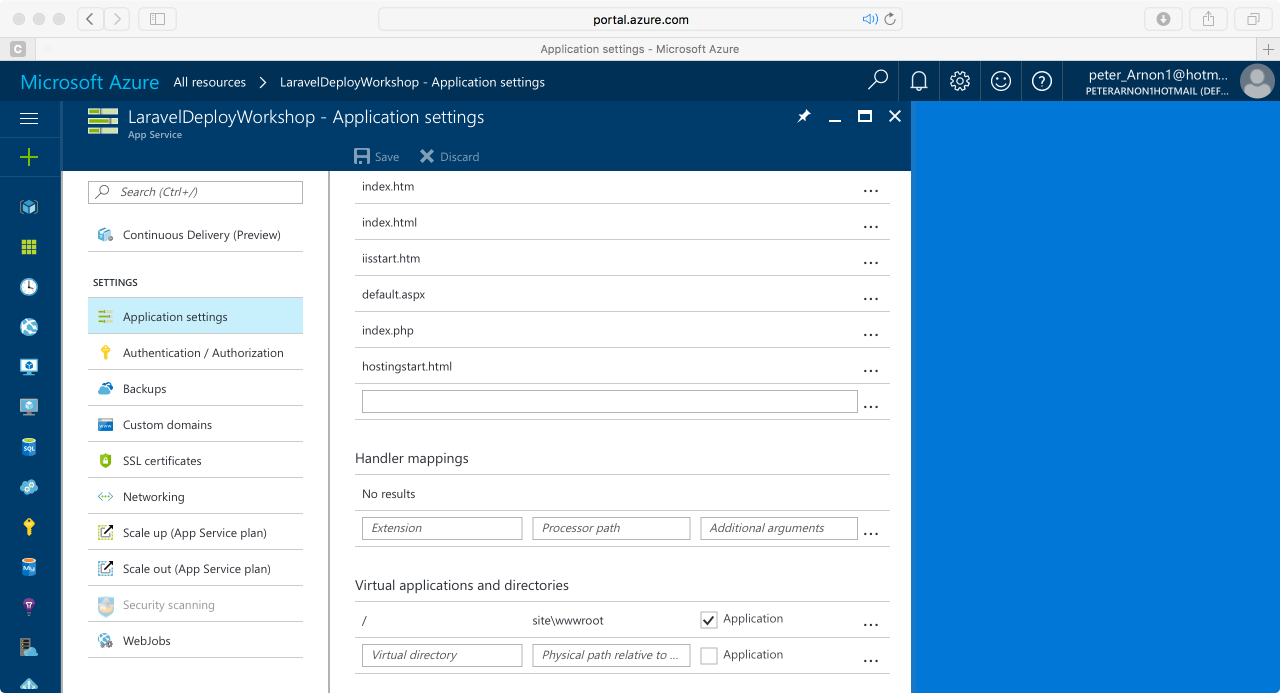 portal.azure.com
C
Application settings - Microsoft Azure
Microsoft Azure All resources > LaravelDeployWorkshop - Application settings
peter_Arnon1@hotm...
PETERARNON1HOTMAIL (DEF...
LaravelDeployWorkshop - Application settings
App Service
Save Discard
Search (Ctrl+/)
Continuous Delivery (Preview)
SETTINGS
Application settings
Authentication / Authorization
Backups
Custom domains
SSL certificates
Networking
Scale up (App Service plan)
Scale out (App Service plan)
Security scanning
WebJobs
index.htm ...
index.html ...
iisstart.htm ...
default.aspx ...
index.php ...
hostingstart.html ...
...
Handler mappings
No results
Extension Processor path Additional arguments ...
Virtual applications and directories
/ site\wwwroot Application ...
Virtual directory Physical path relative to ... Application ...
SQL
My
www